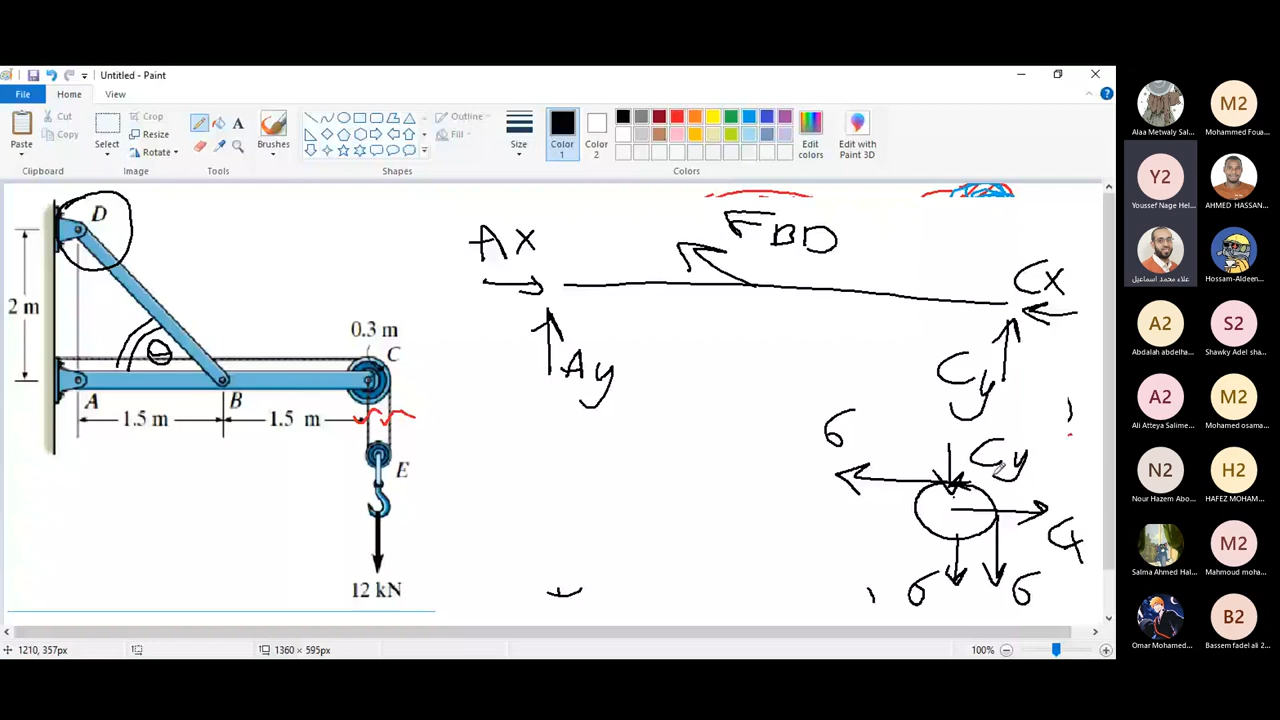 Untitled - Paint
File
Home
View
Paste
Cut
Copy
Clipboard
Select
Crop
Resize
Rotate
Image
A
Tools
Brushes
Outline
Fill
Shapes
Size
Color 1
Color 2
Edit colors
Edit with Paint 3D
Colors
D
2 m
0.3 m
C
A
B
1.5 m
1.5 m
E
12 kN
AX
BD
CX
Ay
Cy
6
Cy
6
6
1210, 357px
1360 × 595px
100%
Alaa Metwaly Sal...
M2
Mohammed Foua...
Y2
Youssef Nage Hel...
AHMED HASSAN...
علاء محمد اسماعيل
Hossam-Aldeen...
A2
Abdalah abdelha...
S2
Shawky Adel sha...
A2
Ali Atteya Salime...
M2
Mohamed osama...
N2
Nour Hazem Abo...
H2
HAFEZ MOHAM...
Salma Ahmed Hal...
M2
Mahmoud moha...
Omar Mohamed...
B2
Bassem fadel ali 2...